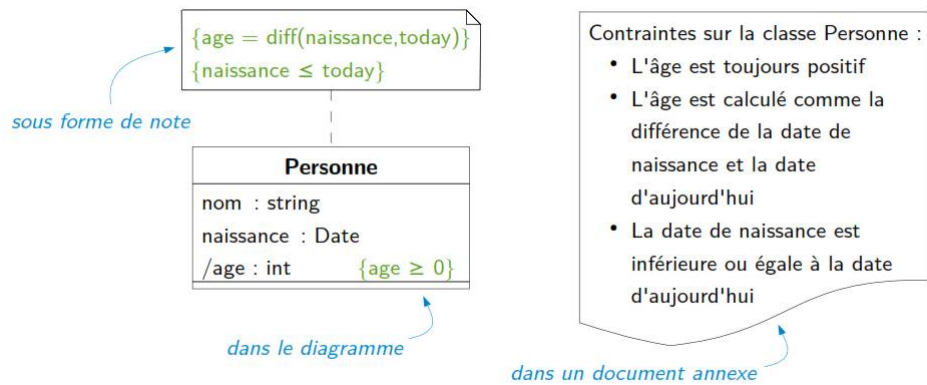 {age = diff(naissance,today)}
{naissance ≤ today}
sous forme de note
Personne
nom : string
naissance : Date
/age : int {age ≥ 0}
dans le diagramme
Contraintes sur la classe Personne :
• L'âge est toujours positif
• L'âge est calculé comme la
différence de la date de
naissance et la date
d'aujourd'hui
• La date de naissance est
inférieure ou égale à la date
d'aujourd'hui
dans un document annexe